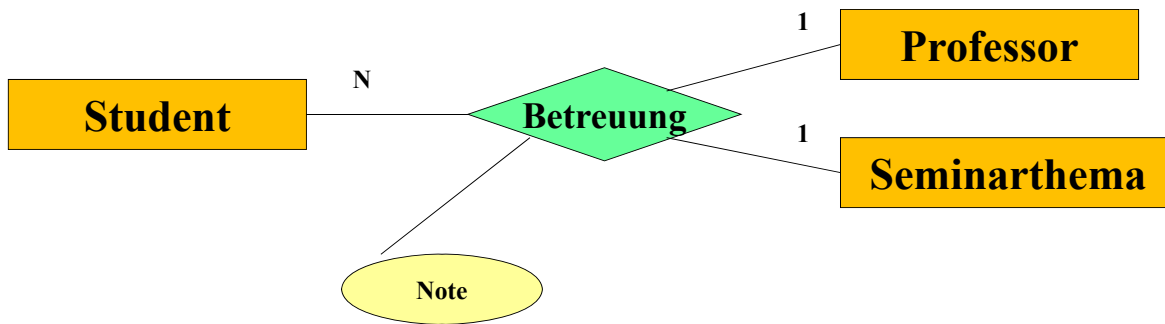 1
Professor
N
Student
Betreuung
1
Seminarthema
Note